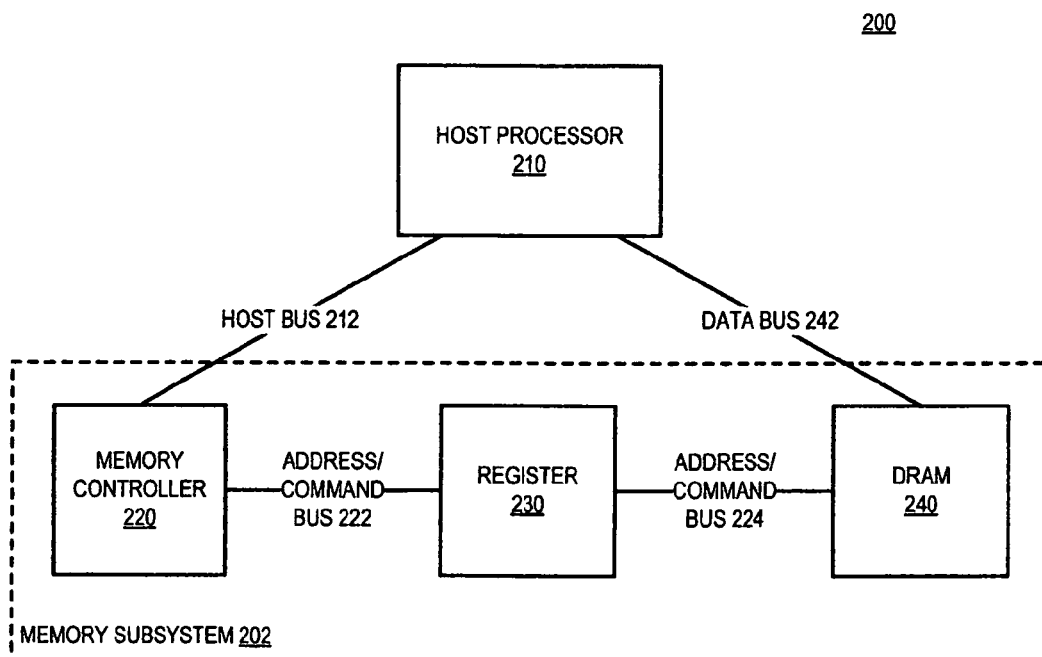 200
HOST PROCESSOR
210
HOST BUS 212
DATA BUS 242
MEMORY
CONTROLLER
220
ADDRESS/
COMMAND
BUS 222
REGISTER
230
ADDRESS/
COMMAND
BUS 224
DRAM
240
MEMORY SUBSYSTEM 202